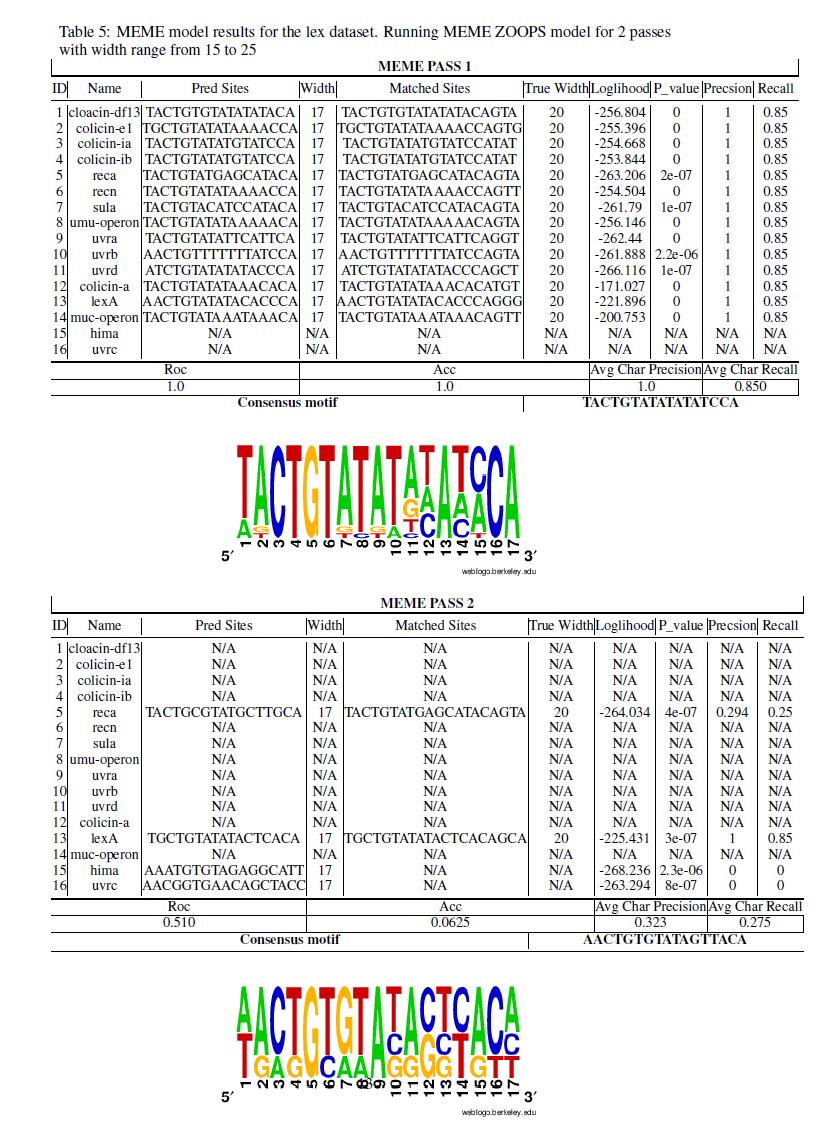 Table 5: MEME model results for the lex dataset. Running MEME ZOOPS model for 2 passes
with width range from 15 to 25
MEME PASS 1
ID Name Pred Sites Width Matched Sites True Width Loglihood P_value Precsion Recall
1 cloacin-df13 TACTGTGTATATATACA 17 TACTGTGTATATATACAGTA 20 -256.804 0 1 0.85
2 colicin-e1 TGCTGTATATAAAACCA 17 TGCTGTATATAAAACCAGTG 20 -255.396 0 1 0.85
3 colicin-ia TACTGTATATGTATCCA 17 TACTGTATATGTATCCATAT 20 -254.668 0 1 0.85
4 colicin-ib TACTGTATATGTATCCA 17 TACTGTATATGTATCCATAT 20 -253.844 0 1 0.85
5 reca TACTGTATGAGCATACA 17 TACTGTATGAGCATACAGTA 20 -263.206 2e-07 1 0.85
6 recn TACTGTATATAAAACCA 17 TACTGTATATAAAACCAGTT 20 -254.504 0 1 0.85
7 sula TACTGTACATCCATACA 17 TACTGTACATCCATACAGTA 20 -261.79 1e-07 1 0.85
8 umu-operon TACTGTATATAAAAACA 17 TACTGTATATAAAAACAGTA 20 -256.146 0 1 0.85
9 uvra TACTGTATATTCATTCA 17 TACTGTATATTCATTCAGGT 20 -262.44 0 1 0.85
10 uvrb AACTGTTTTTTTATCCA 17 AACTGTTTTTTTATCCAGTA 20 -261.888 2.2e-06 1 0.85
11 uvrd ATCTGTATATATACCCA 17 ATCTGTATATATACCCAGCT 20 -266.116 1e-07 1 0.85
12 colicin-a TACTGTATATAAACACA 17 TACTGTATATAAACACATGT 20 -171.027 0 1 0.85
13 lexA AACTGTATATACACCCA 17 AACTGTATATACACCCAGGG 20 -221.896 0 1 0.85
14 muc-operon TACTGTATAAATAAACA 17 TACTGTATAAATAAACAGTT 20 -200.753 0 1 0.85
15 hima N/A N/A N/A N/A N/A N/A N/A N/A
16 uvrc N/A N/A N/A N/A N/A N/A N/A N/A
Roc Acc Avg Char Precision Avg Char Recall
1.0 1.0 1.0 0.850
Consensus motif TACTGTATATATATCCA
5′ 1 2 3 4 5 6 7 8 9 10 11 12 13 14 15 16 17 3′
weblogo.berkeley.edu
MEME PASS 2
ID Name Pred Sites Width Matched Sites True Width Loglihood P_value Precsion Recall
1 cloacin-df13 N/A N/A N/A N/A N/A N/A N/A N/A
2 colicin-e1 N/A N/A N/A N/A N/A N/A N/A N/A
3 colicin-ia N/A N/A N/A N/A N/A N/A N/A N/A
4 colicin-ib N/A N/A N/A N/A N/A N/A N/A N/A
5 reca TACTGCGTATGCTTGCA 17 TACTGTATGAGCATACAGTA 20 -264.034 4e-07 0.294 0.25
6 recn N/A N/A N/A N/A N/A N/A N/A N/A
7 sula N/A N/A N/A N/A N/A N/A N/A N/A
8 umu-operon N/A N/A N/A N/A N/A N/A N/A N/A
9 uvra N/A N/A N/A N/A N/A N/A N/A N/A
10 uvrb N/A N/A N/A N/A N/A N/A N/A N/A
11 uvrd N/A N/A N/A N/A N/A N/A N/A N/A
12 colicin-a N/A N/A N/A N/A N/A N/A N/A N/A
13 lexA TGCTGTATATACTCACA 17 TGCTGTATATACTCACAGCA 20 -225.431 3e-07 1 0.85
14 muc-operon N/A N/A N/A N/A N/A N/A N/A N/A
15 hima AAATGTGTAGAGGCATT 17 N/A N/A -268.236 2.3e-06 0 0
16 uvrc AACGGTGAACAGCTACC 17 N/A N/A -263.294 8e-07 0 0
Roc Acc Avg Char Precision Avg Char Recall
0.510 0.0625 0.323 0.275
Consensus motif AACTGTGTATAGTTACA
5′ 1 2 3 4 5 6 7 8 9 10 11 12 13 14 15 16 17 3′
weblogo.berkeley.edu